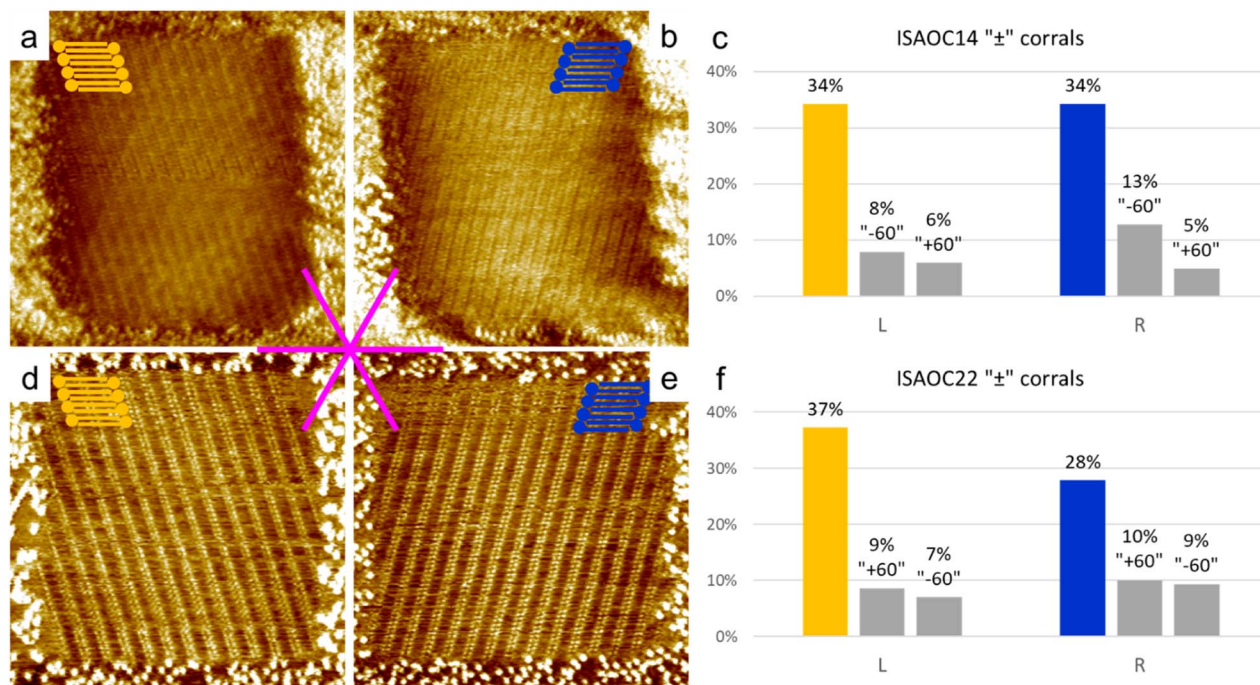 a
b
c
ISAOC14 "±" corrals
40%
30%
20%
10%
0%
34%
8%
"-60"
6%
"+60"
34%
13%
"-60"
5%
"+60"
L
R
d
e
f
ISAOC22 "±" corrals
40%
30%
20%
10%
0%
37%
9%
"+60"
7%
"-60"
28%
10%
"+60"
9%
"-60"
L
R